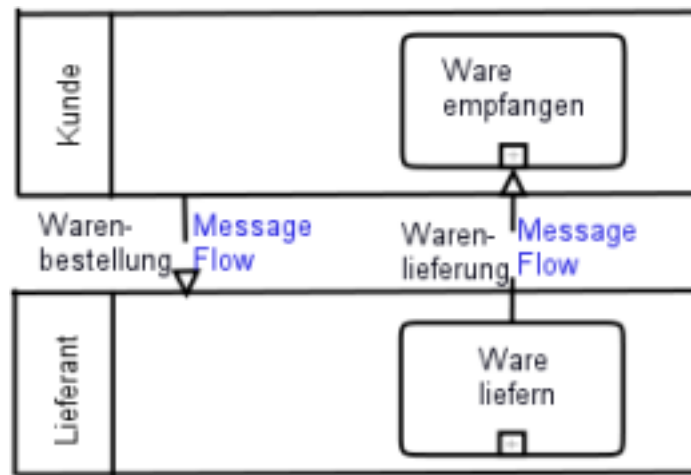 Kunde
Ware
empfangen
Waren-
bestellung
Message
Flow
Waren-
lieferung
Message
Flow
Lieferant
Ware
liefern